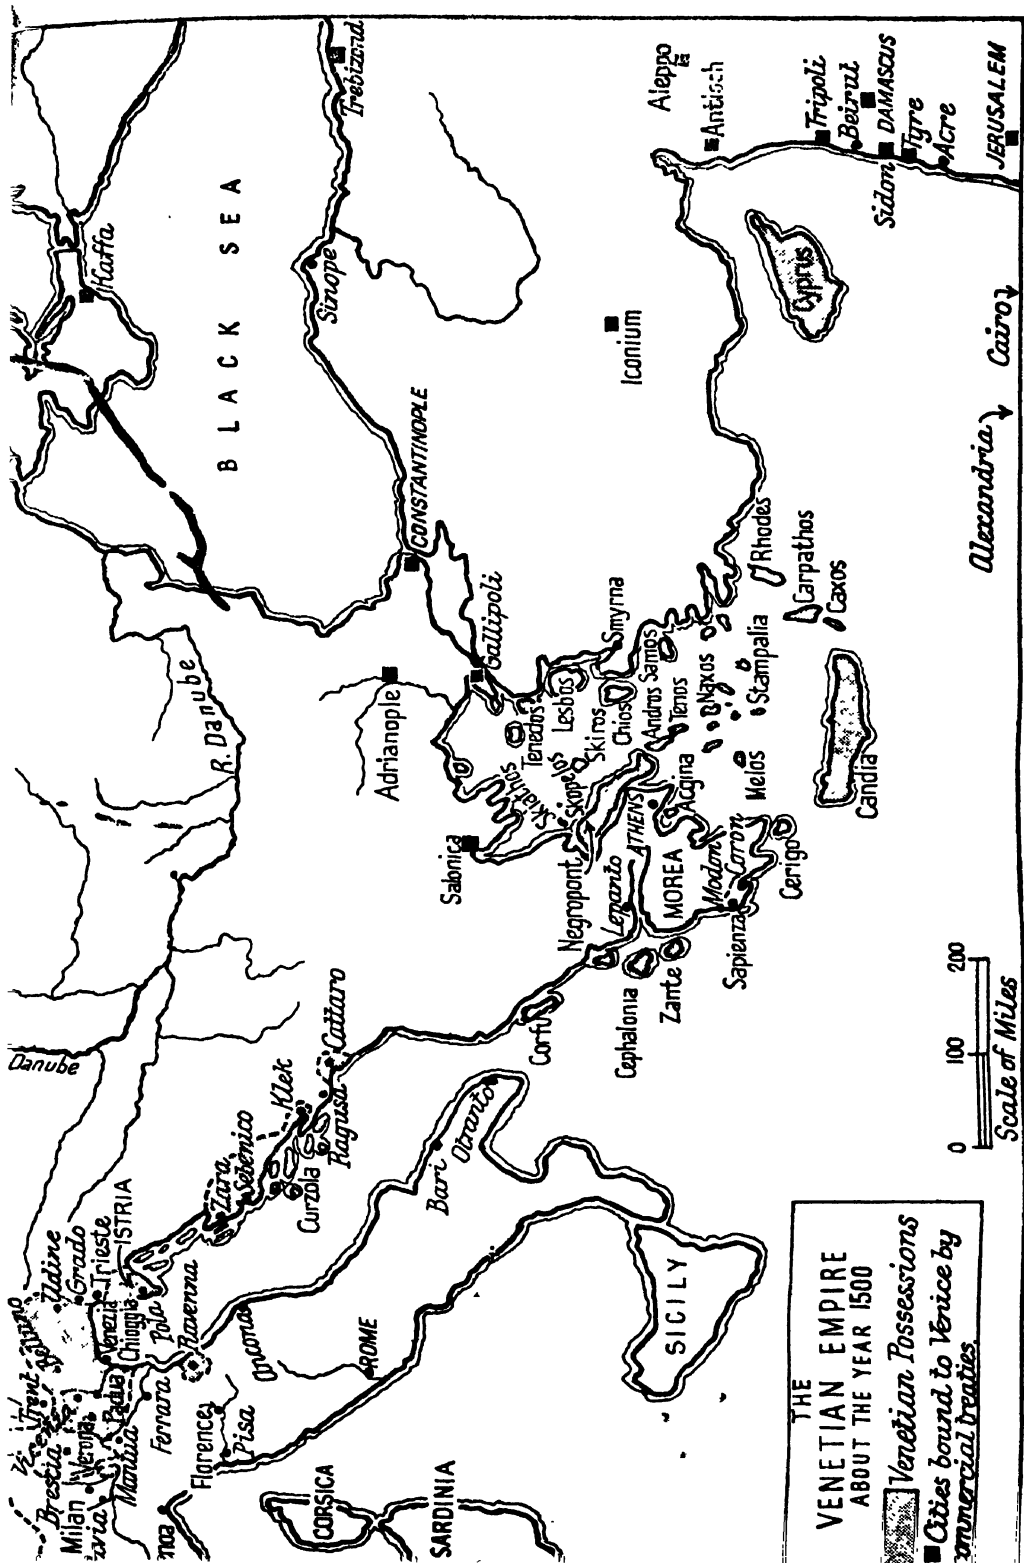 THE
VENETIAN EMPIRE
ABOUT THE YEAR 1500
Venetian Possessions
Cities bound to Venice by
ommercial treaties
0 100 200
Scale of Miles
Milan
Brescia
Trent
Verona
Mantua
Padua
Udine
Grado
Trieste
ISTRIA
Venezia
Chioggia
Pola
Ravenna
Ferrara
Florence
Pisa
noa
Ancona
ROME
CORSICA
SARDINIA
SICILY
Bari
Otranto
Zara
Sebenico
Curzola
Klek
Ragusa
Cattaro
Danube
R. Danube
Corfu
Cephalonia
Zante
Lepanto
Negropont
ATHENS
MOREA
Modon
Coron
Sapienza
Cerigo
Salonica
Skiathos
Skopelos
Skiros
Aegina
Melos
Adrianople
Gallipoli
Tenedos
Lesbos
Chios
Smyrna
Samos
Andros
Tenos
Naxos
Stampalia
Rhodes
Carpathos
Caxos
Candia
CONSTANTINOPLE
BLACK SEA
Kaffa
Sinope
Trebizond
Iconium
Cyprus
Aleppo
Antioch
Tripoli
Beirut
DAMASCUS
Sidon
Tyre
Acre
JERUSALEM
Alexandria
Cairo